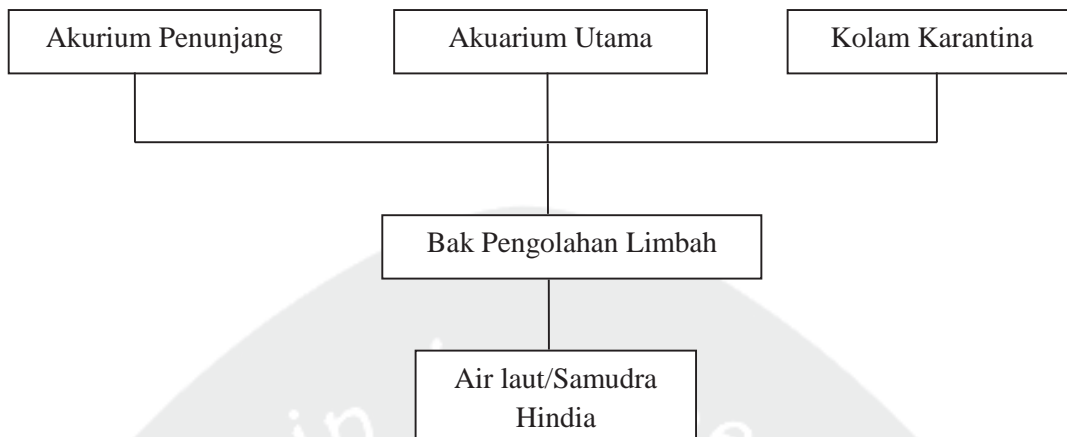 Akurium Penunjang
Akuarium Utama
Kolam Karantina
Bak Pengolahan Limbah
Air laut/Samudra
Hindia